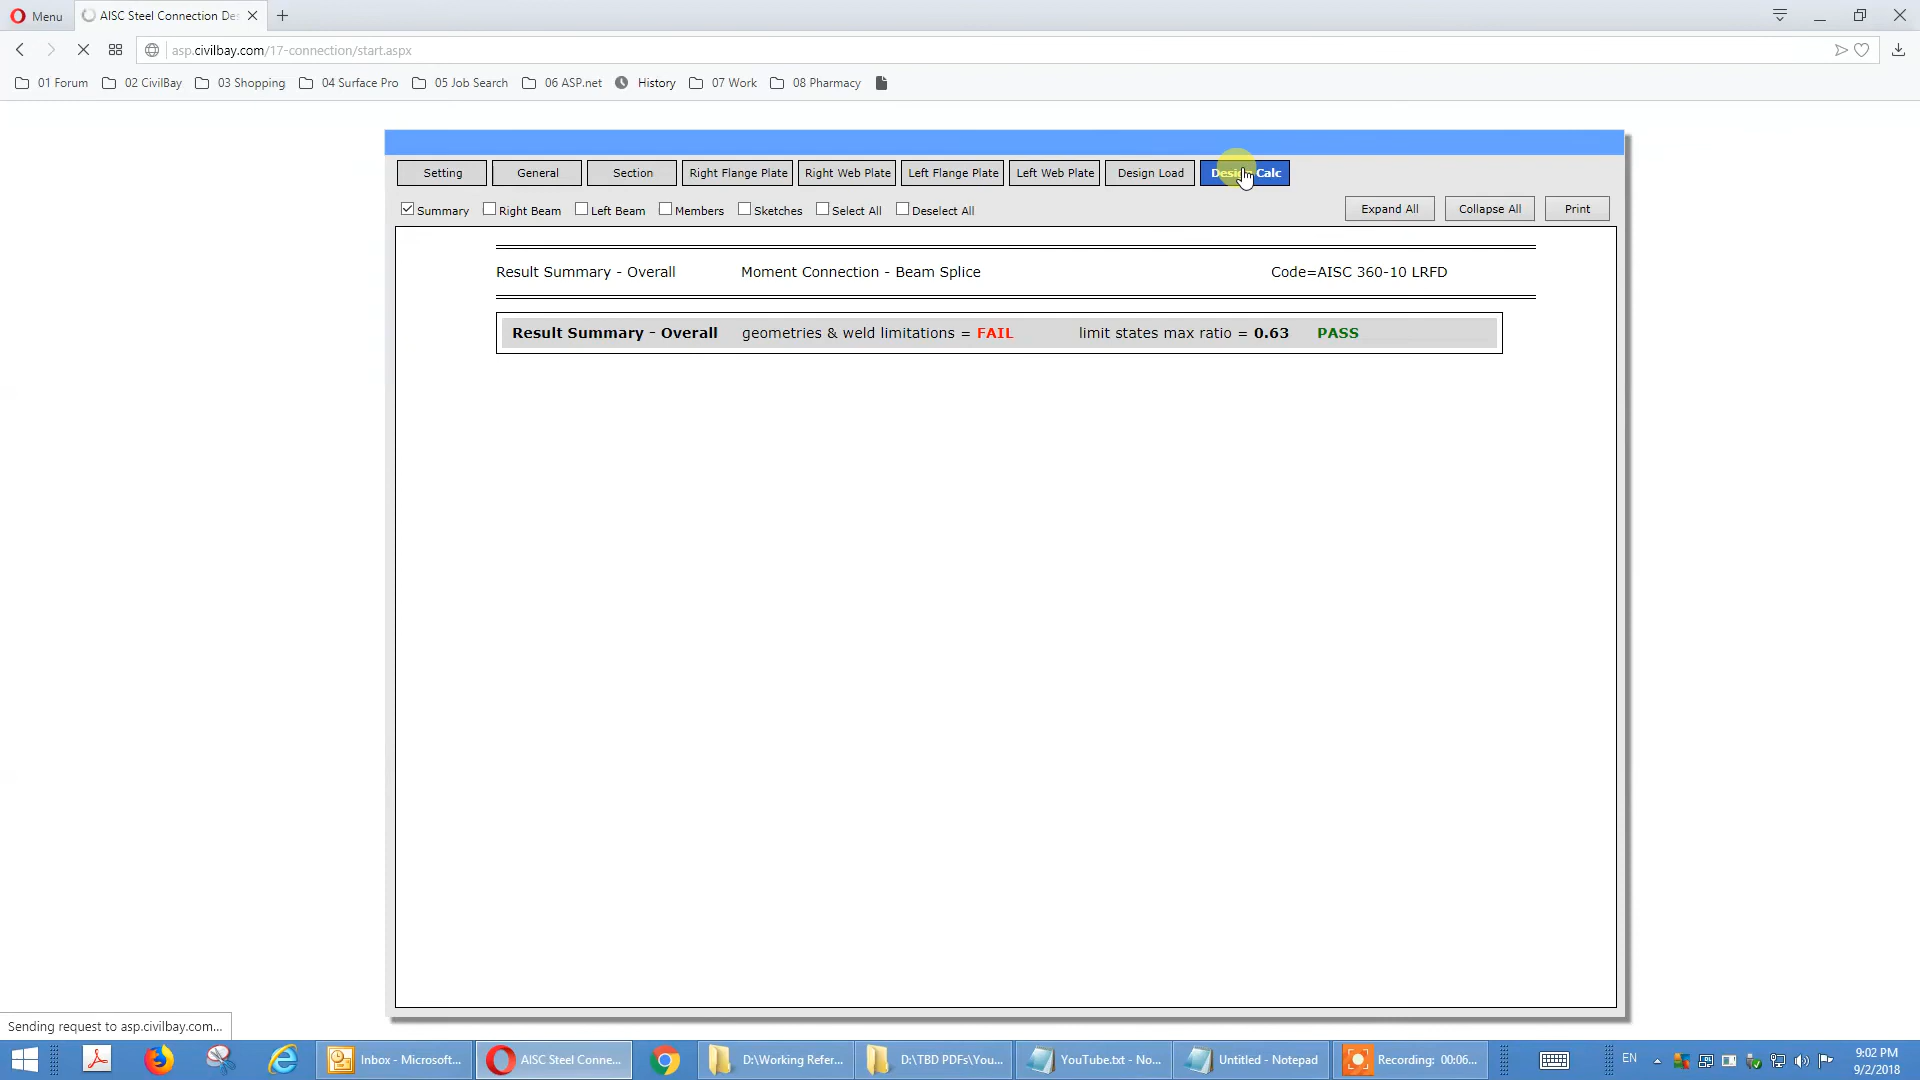 Menu
AISC Steel Connection De
asp.civilbay.com/17-connection/start.aspx
01 Forum 02 CivilBay 03 Shopping 04 Surface Pro 05 Job Search 06 ASP.net History 07 Work 08 Pharmacy
Setting General Section Right Flange Plate Right Web Plate Left Flange Plate Left Web Plate Design Load Design Calc
Summary Right Beam Left Beam Members Sketches Select All Deselect All Expand All Collapse All Print
Result Summary - Overall Moment Connection - Beam Splice Code=AISC 360-10 LRFD
Result Summary - Overall geometries & weld limitations = FAIL limit states max ratio = 0.63 PASS
Sending request to asp.civilbay.com...
Inbox - Microsoft... AISC Steel Conne... D:\Working Refer... D:\TBD PDFs\You... YouTube.txt - No... Untitled - Notepad Recording: 00:06... EN
9:02 PM
9/2/2018